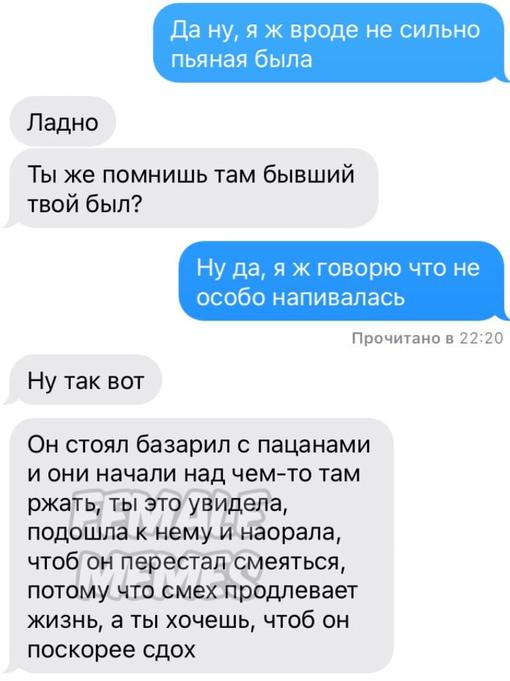 Да ну, я ж вроде не сильно
пьяная была
Ладно
Ты же помнишь там бывший
твой был?
Ну да, я ж говорю что не
особо напивалась
Прочитано в 22:20
Ну так вот
Он стоял базарил с пацанами
и они начали над чем-то там
ржать, ты это увидела,
подошла к нему и наорала,
чтоб он перестал смеяться,
потому что смех продлевает
жизнь, а ты хочешь, чтоб он
поскорее сдох
FEMALE
MEMES